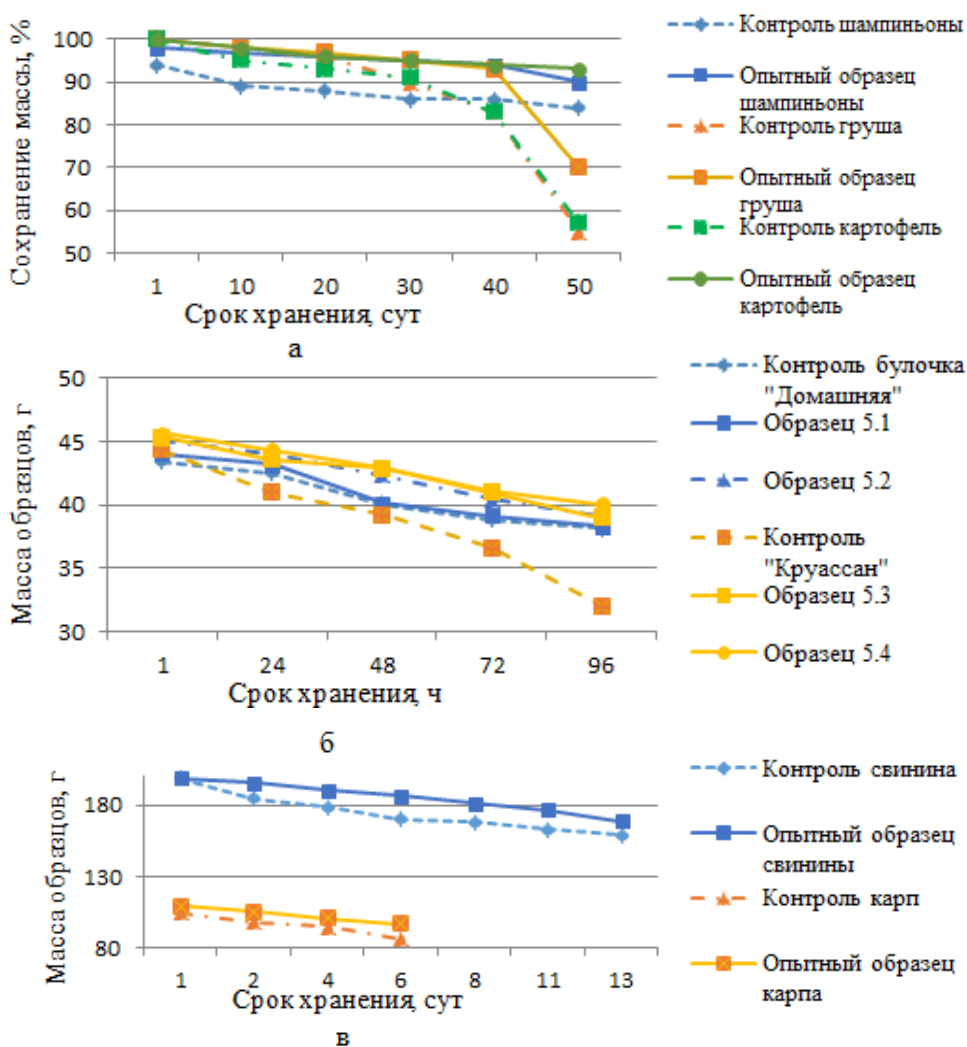 Сохранение массы, %
100
90
80
70
60
50
1 10 20 30 40 50
Срок хранения, сут
а
Контроль шампиньоны
Опытный образец
шампиньоны
Контроль груша
Опытный образец
груша
Контроль картофель
Опытный образец
картофель
Масса образцов, г
50
45
40
35
30
1 24 48 72 96
Срок хранения, ч
б
Контроль булочка
"Домашняя"
Образец 5.1
Образец 5.2
Контроль
"Круассан"
Образец 5.3
Образец 5.4
Масса образцов, г
180
130
80
1 2 4 6 8 11 13
Срок хранения, сут
в
Контроль свинина
Опытный образец
свинины
Контроль карп
Опытный образец
карпа